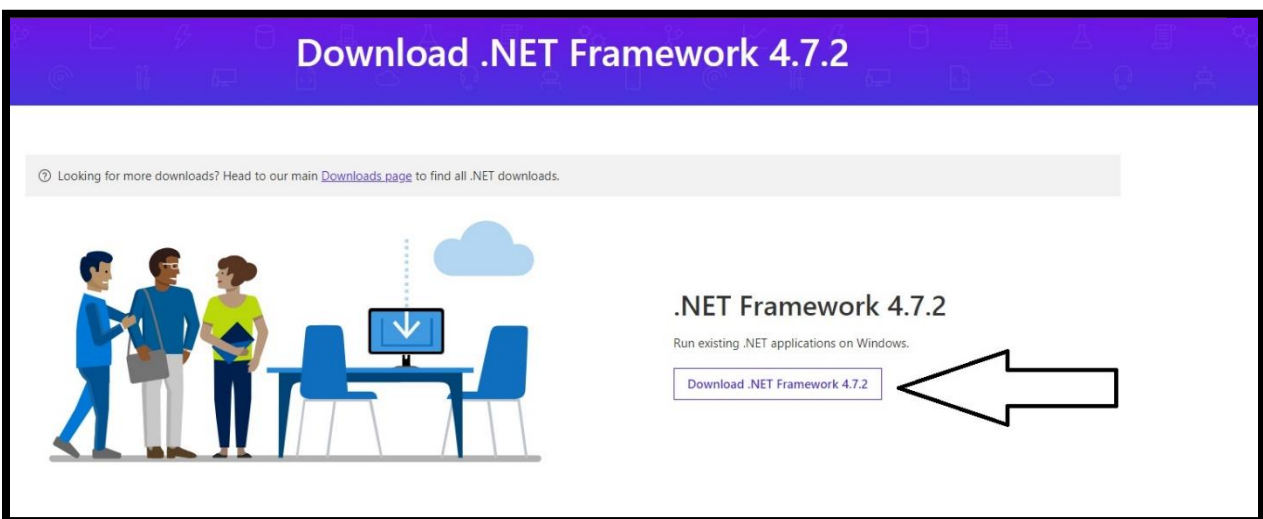 Download .NET Framework 4.7.2
Looking for more downloads? Head to our main Downloads page to find all .NET downloads.
.NET Framework 4.7.2
Run existing .NET applications on Windows.
Download .NET Framework 4.7.2